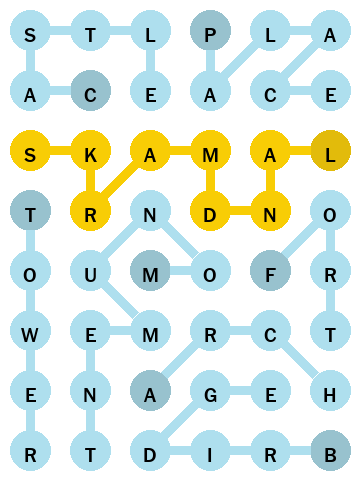 S T L P L A
A C E A C E
S K A M A L
T R N D N O
O U M O F R
W E M R C T
E N A G E H
R T D I R B